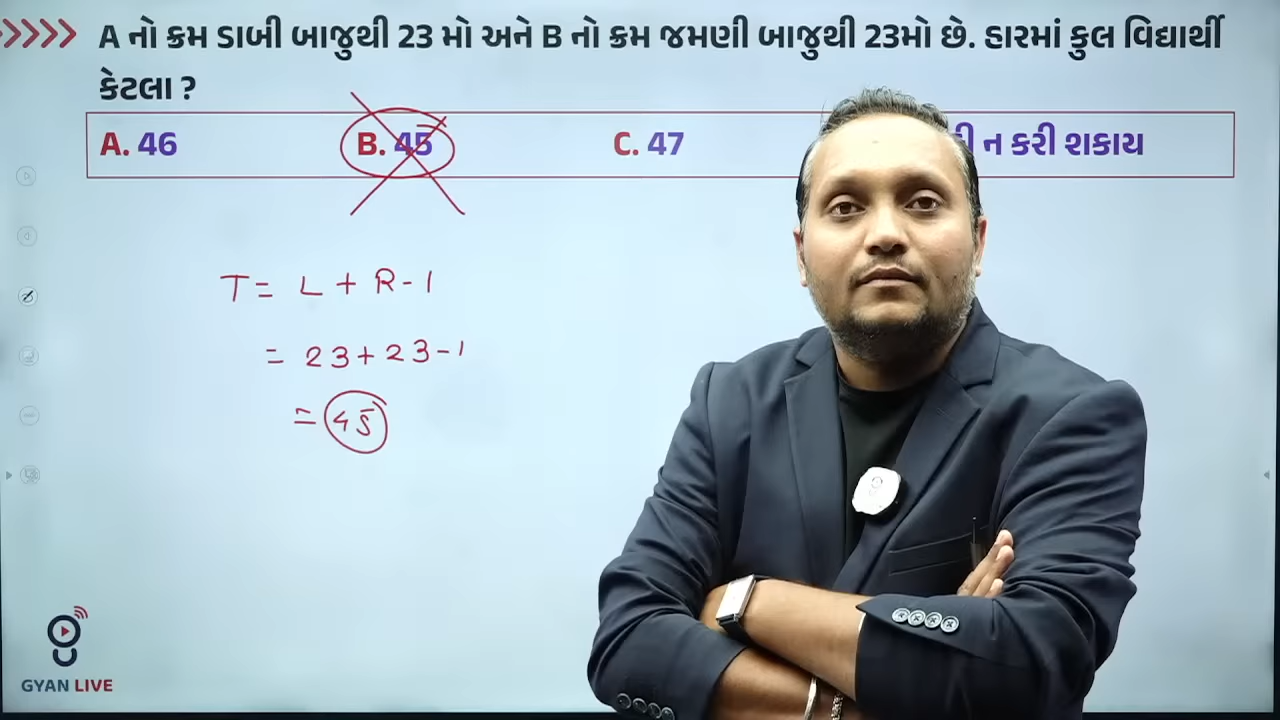 A નો ક્રમ ડાબી બાજુથી 23 મો અને B નો ક્રમ જમણી બાજુથી 23મો છે. હારમાં કુલ વિદ્યાર્થી
કેટલા ?
A. 46 B. 45 C. 47 ન કરી શકાય
T = L + R - 1
= 23 + 23 - 1
= 45
GYAN LIVE